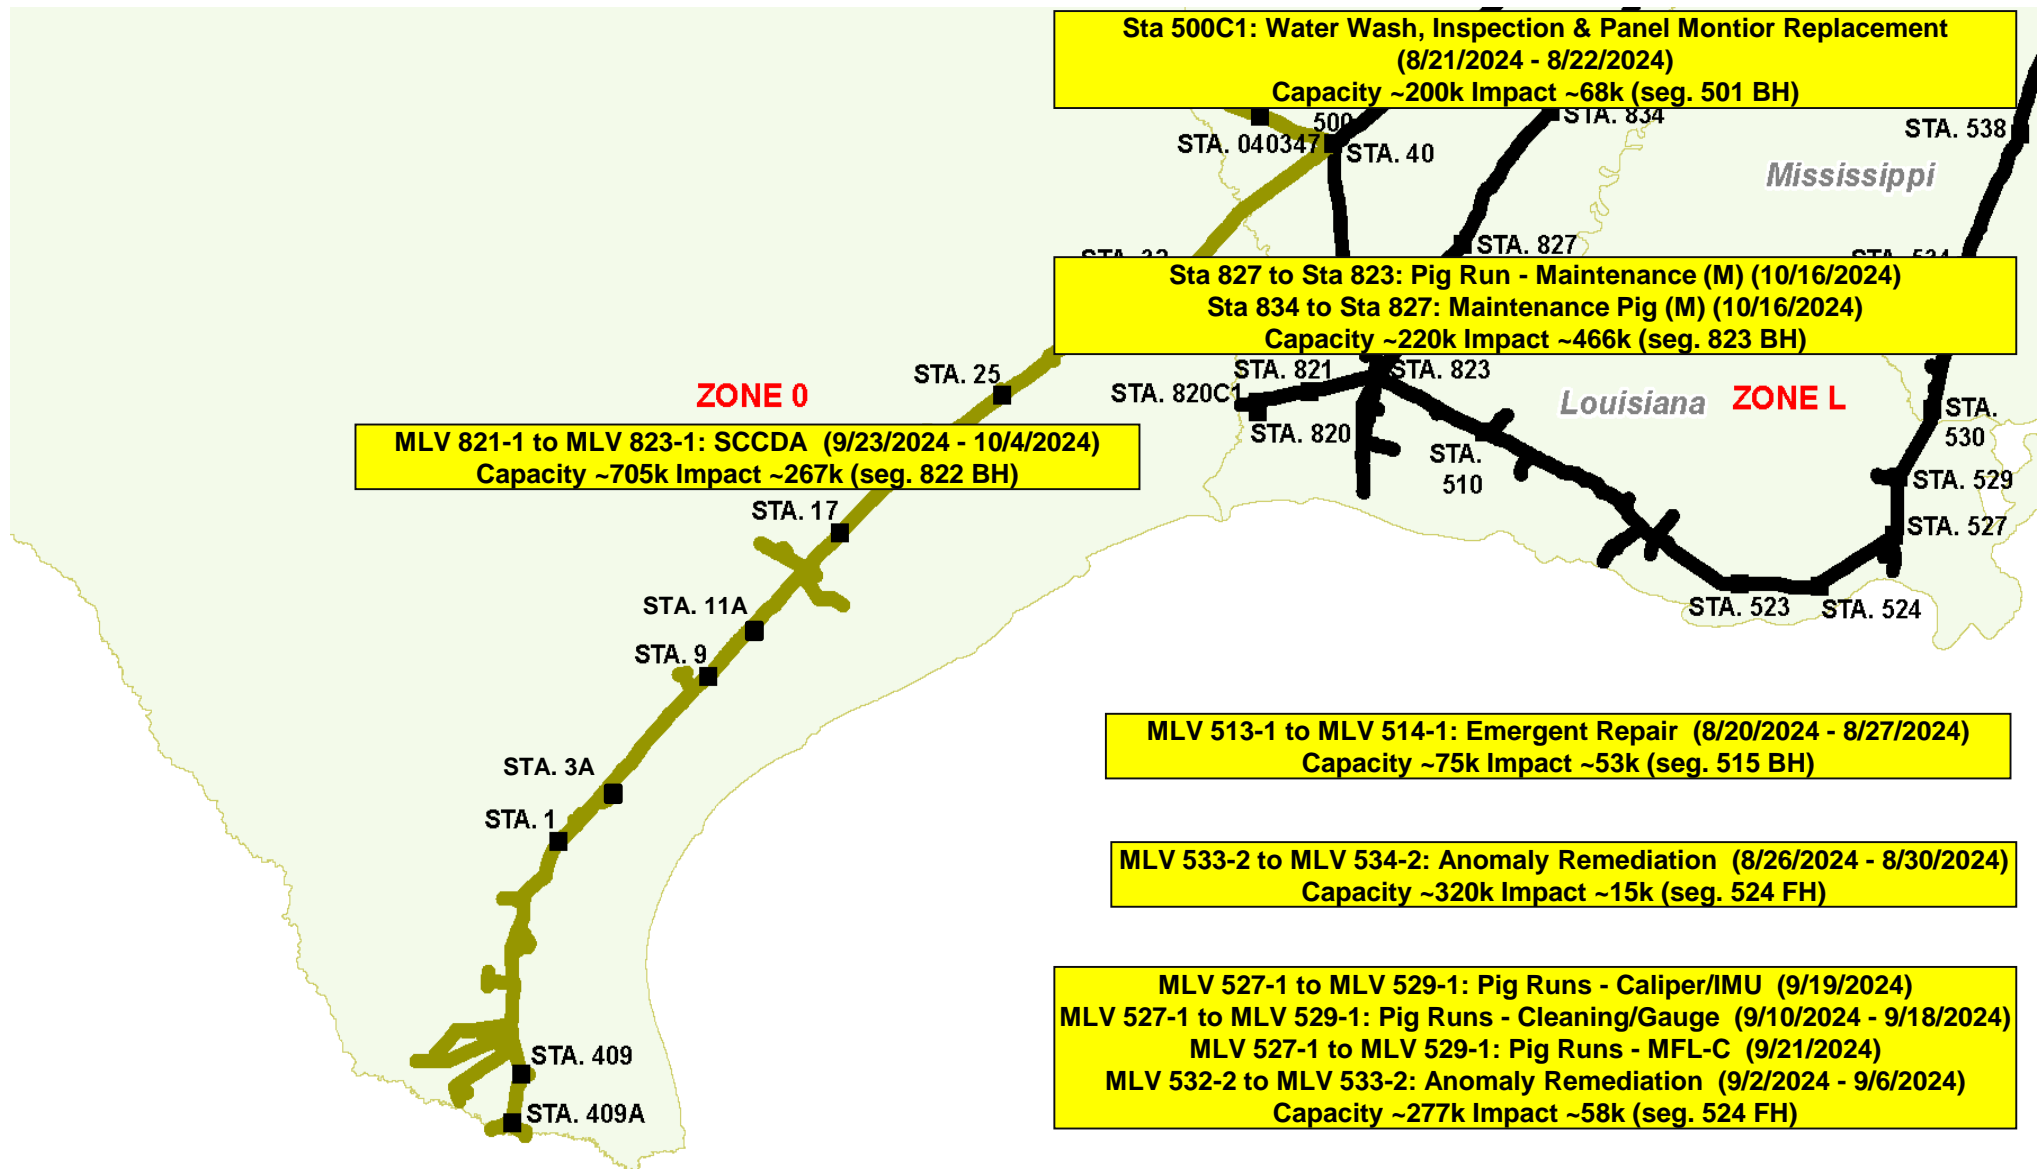 Sta 500C1: Water Wash, Inspection & Panel Montior Replacement
(8/21/2024 - 8/22/2024)
Capacity ~200k Impact ~68k (seg. 501 BH)
500
STA. 834
STA. 538
STA. 040347
STA. 40
Mississippi
STA. 827
Sta 827 to Sta 823: Pig Run - Maintenance (M) (10/16/2024)
Sta 834 to Sta 827: Maintenance Pig (M) (10/16/2024)
Capacity ~220k Impact ~466k (seg. 823 BH)
STA. 25
STA. 821
STA. 823
STA. 820C1
ZONE 0
Louisiana
ZONE L
STA.
530
STA. 820
MLV 821-1 to MLV 823-1: SCCDA (9/23/2024 - 10/4/2024)
Capacity ~705k Impact ~267k (seg. 822 BH)
STA.
510
STA. 529
STA. 17
STA. 527
STA. 11A
STA. 523
STA. 524
STA. 9
MLV 513-1 to MLV 514-1: Emergent Repair (8/20/2024 - 8/27/2024)
Capacity ~75k Impact ~53k (seg. 515 BH)
STA. 3A
STA. 1
MLV 533-2 to MLV 534-2: Anomaly Remediation (8/26/2024 - 8/30/2024)
Capacity ~320k Impact ~15k (seg. 524 FH)
MLV 527-1 to MLV 529-1: Pig Runs - Caliper/IMU (9/19/2024)
MLV 527-1 to MLV 529-1: Pig Runs - Cleaning/Gauge (9/10/2024 - 9/18/2024)
MLV 527-1 to MLV 529-1: Pig Runs - MFL-C (9/21/2024)
MLV 532-2 to MLV 533-2: Anomaly Remediation (9/2/2024 - 9/6/2024)
Capacity ~277k Impact ~58k (seg. 524 FH)
STA. 409
STA. 409A